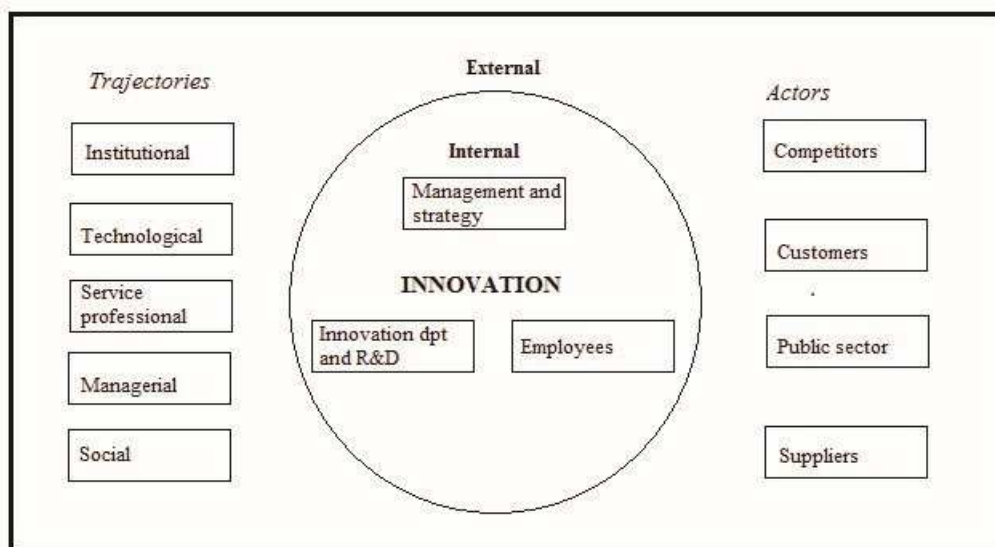 Trajectories
Institutional
Technological
Service
professional
Managerial
Social
External
Internal
Management and
strategy
INNOVATION
Innovation dpt
and R&D
Employees
Actors
Competitors
Customers
Public sector
Suppliers